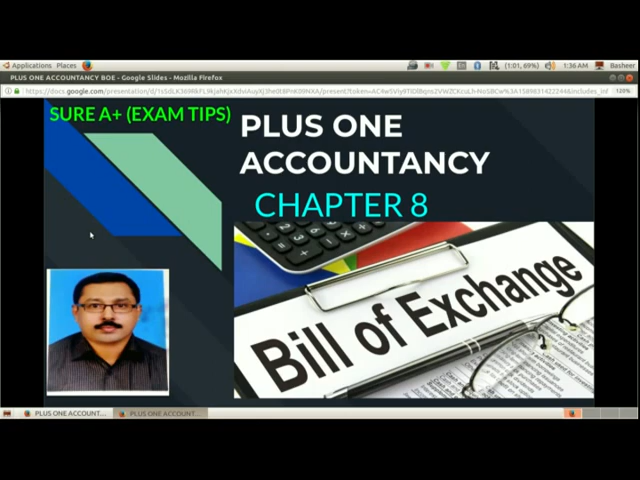 Applications Places
(1:01, 69%) 1:36 AM Basheer
PLUS ONE ACCOUNTANCY BOE - Google Slides - Mozilla Firefox
120%
SURE A+ (EXAM TIPS)
PLUS ONE
ACCOUNTANCY
CHAPTER 8
Bill of Exchange
PLUS ONE ACCOUNT...
PLUS ONE ACCOUNT...